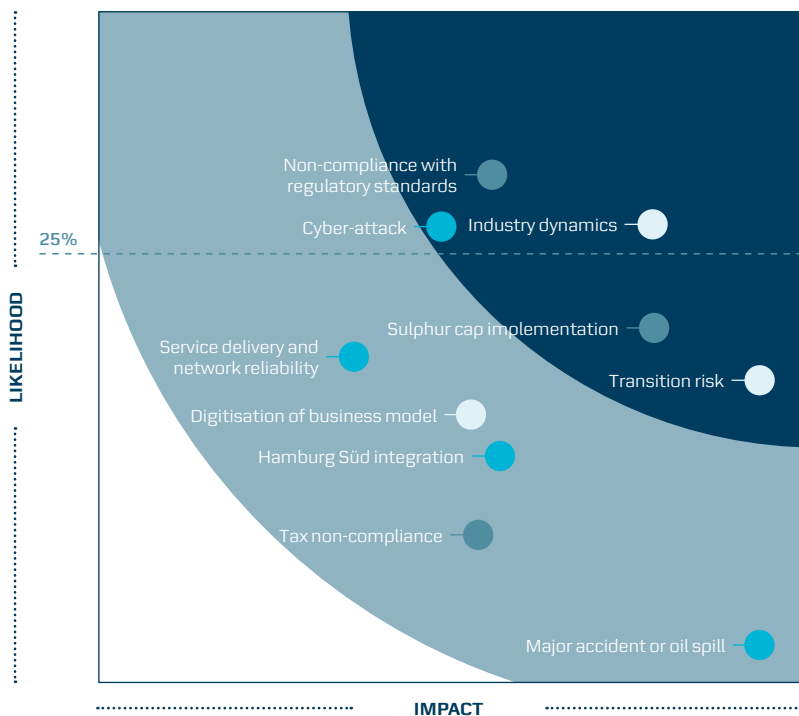 Non-compliance with
regulatory standards
Cyber-attack
Industry dynamics
25%
Sulphur cap implementation
Service delivery and
network reliability
Transition risk
Digitisation of business model
Hamburg Süd integration
Tax non-compliance
Major accident or oil spill
LIKELIHOOD
IMPACT